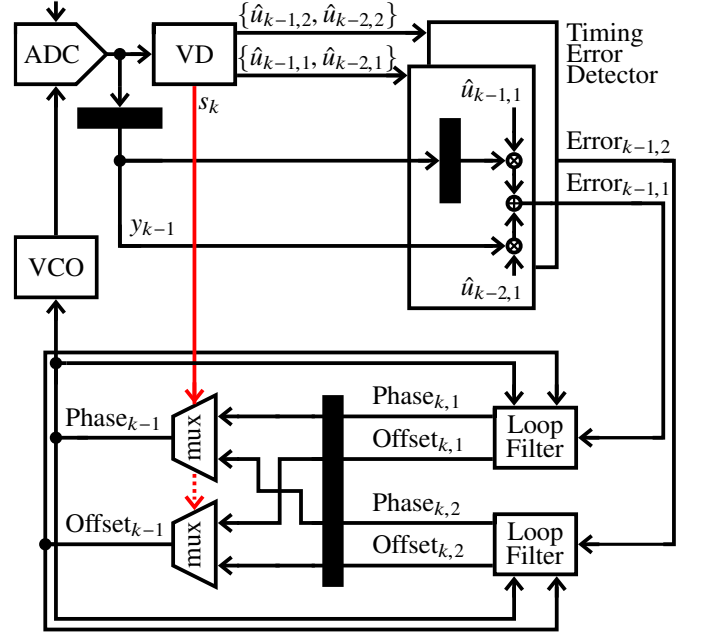 {û_{k−1,2}, û_{k−2,2}}
Timing
Error
Detector
ADC
VD
{û_{k−1,1}, û_{k−2,1}}
s_k
û_{k−1,1}
Error_{k−1,2}
Error_{k−1,1}
y_{k−1}
VCO
û_{k−2,1}
Phase_{k,1}
Phase_{k−1}
mux
Offset_{k,1}
Loop
Filter
Phase_{k,2}
Offset_{k−1}
mux
Offset_{k,2}
Loop
Filter